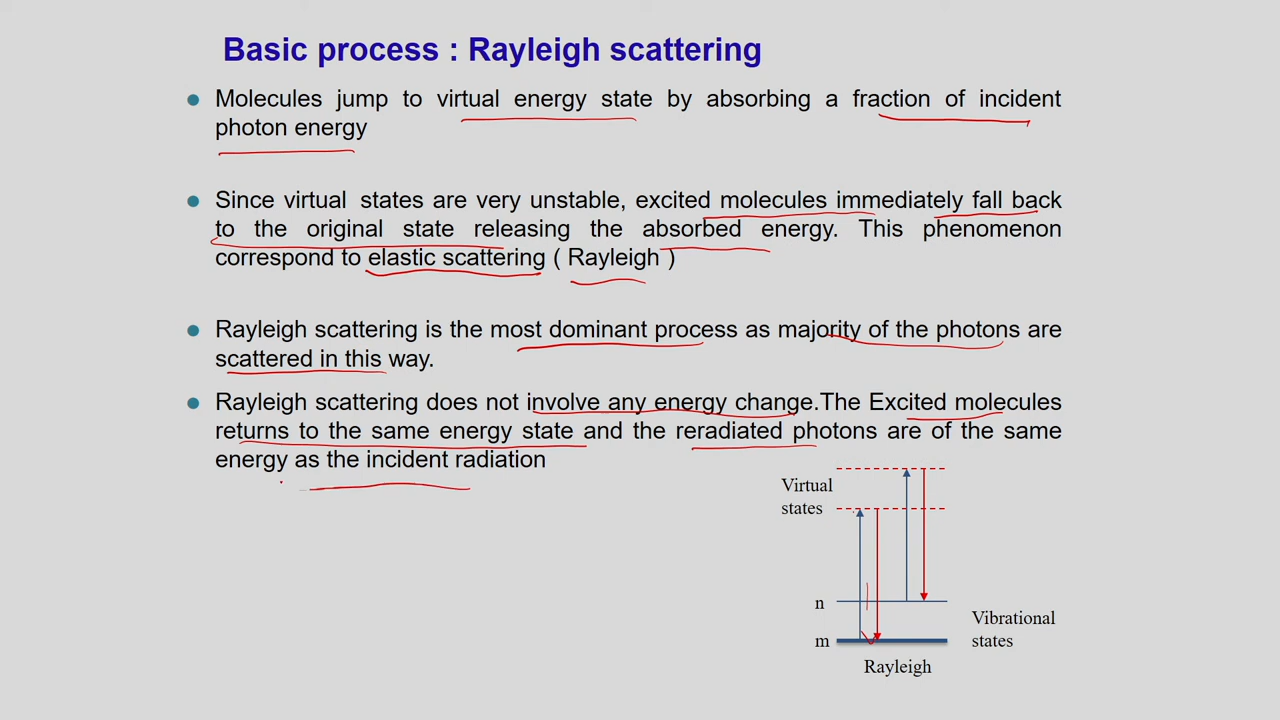 Basic process : Rayleigh scattering
Molecules jump to virtual energy state by absorbing a fraction of incident
photon energy
Since virtual states are very unstable, excited molecules immediately fall back
to the original state releasing the absorbed energy. This phenomenon
correspond to elastic scattering ( Rayleigh )
Rayleigh scattering is the most dominant process as majority of the photons are
scattered in this way.
Rayleigh scattering does not involve any energy change.The Excited molecules
returns to the same energy state and the reradiated photons are of the same
energy as the incident radiation
Virtual
states
n
m
Vibrational
states
Rayleigh